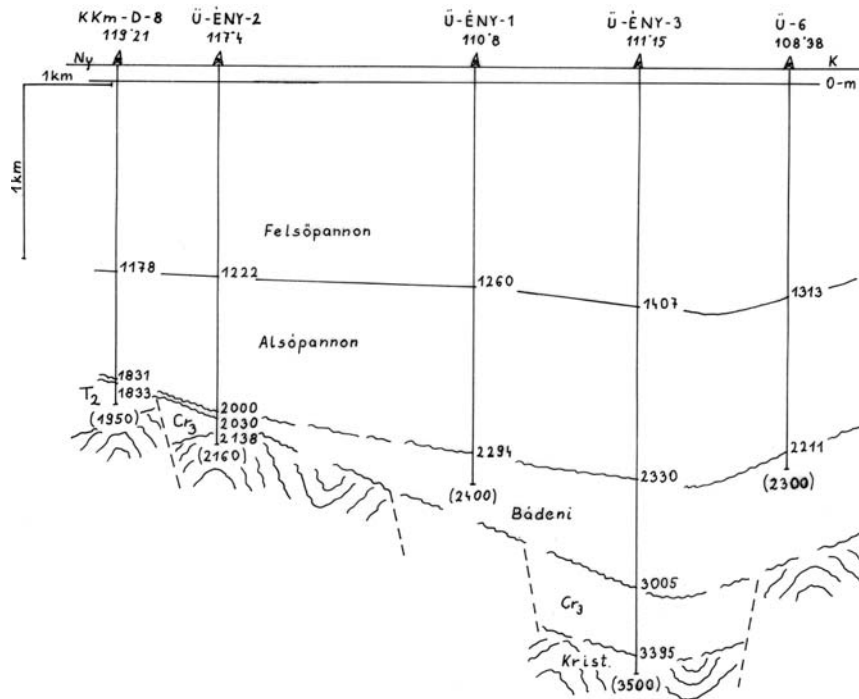 KKm-D-8 Ü-ÉNY-2 Ü-ÉNY-1 Ü-ÉNY-3 Ü-6
119˙21 117˙4 110˙8 111˙15 108˙98
Ny K
1km 0-m
1km
Felsőpannon
1178 1222 1260 1407 1313
Alsópannon
1831
T₂ 1833 2000
(1950) Cr₃ 2030
2138 2294 2330 2211
(2160) (2400) (2300)
Bádeni
3005
Cr₃
3395
Krist.
(3500)